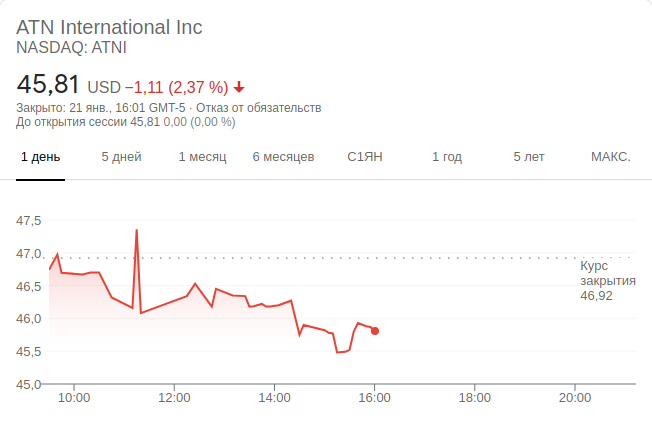 ATN International Inc
NASDAQ: ATNI
45,81 USD −1,11 (2,37 %)
Закрыто: 21 янв., 16:01 GMT-5 · Отказ от обязательств
До открытия сессии 45,81 0,00 (0,00 %)
1 день 5 дней 1 месяц 6 месяцев С1ЯН 1 год 5 лет МАКС.
47,5
47,0
Курс
закрытия
46,92
46,5
46,0
45,5
45,0
10:00 12:00 14:00 16:00 18:00 20:00